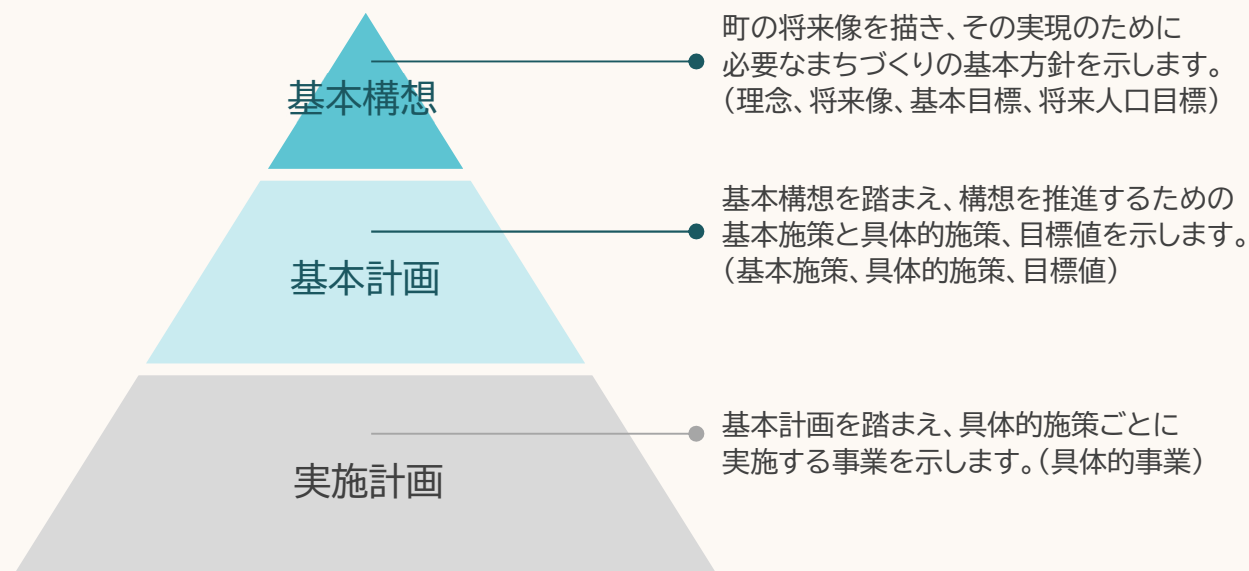 基本構想
町の将来像を描き、その実現のために
必要なまちづくりの基本方針を示します。
（理念、将来像、基本目標、将来人口目標）
基本計画
基本構想を踏まえ、構想を推進するための
基本施策と具体的施策、目標値を示します。
（基本施策、具体的施策、目標値）
実施計画
基本計画を踏まえ、具体的施策ごとに
実施する事業を示します。（具体的事業）